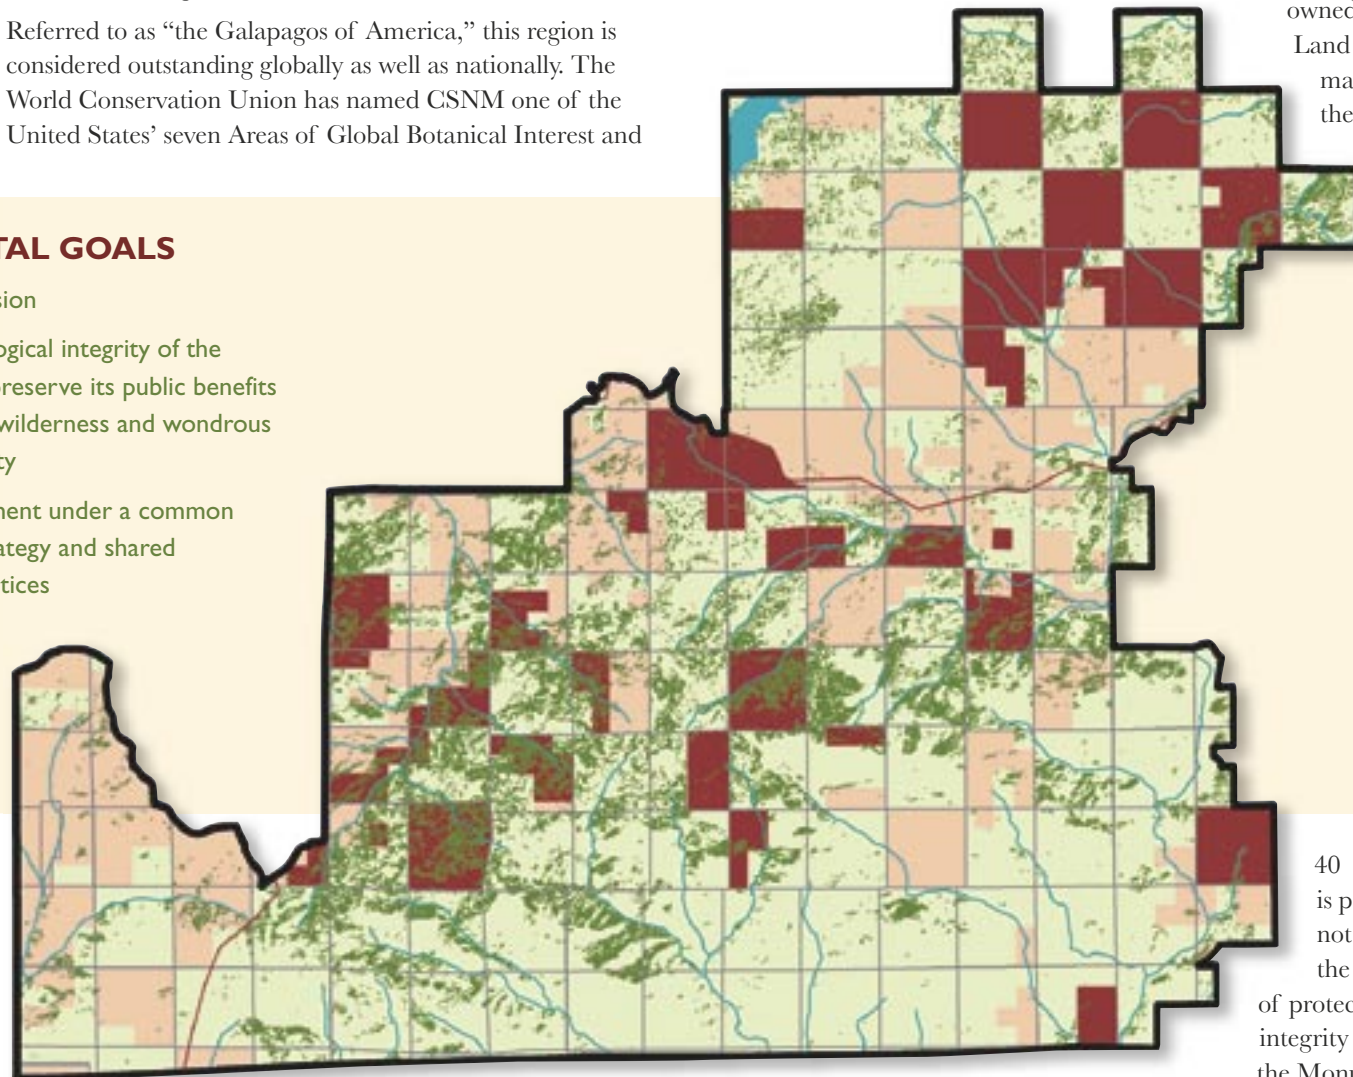 Referred to as “the Galapagos of America,” this region is
considered outstanding globally as well as nationally. The
World Conservation Union has named CSNM one of the
United States’ seven Areas of Global Botanical Interest and
TAL GOALS
sion
ogical integrity of the
preserve its public benefits
wilderness and wondrous
ty
ment under a common
ategy and shared
tices
owned
Land
ma
the
40
is p
not
the
of protec
integrity
the Monu